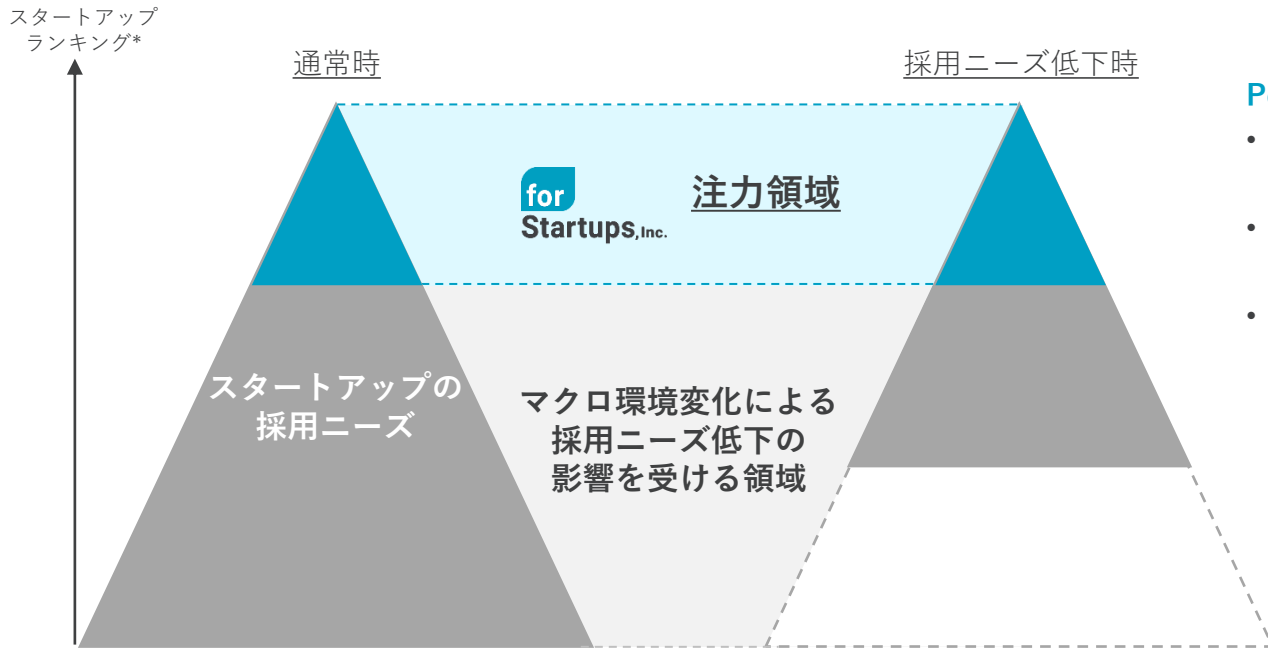 スタートアップ
ランキング*
通常時
採用ニーズ低下時
for
Startups,Inc.
注力領域
スタートアップの
採用ニーズ
マクロ環境変化による
採用ニーズ低下の
影響を受ける領域